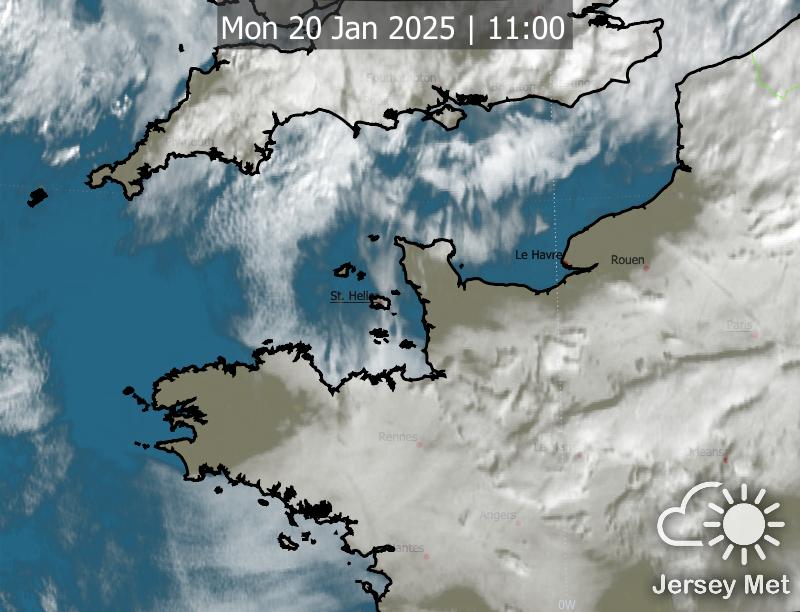 Mon 20 Jan 2025 | 11:00
Southampton
Le Havre
Rouen
St. Helier
Paris
Rennes
Le Mans
Orleans
Angers
Nantes
0W
Jersey Met